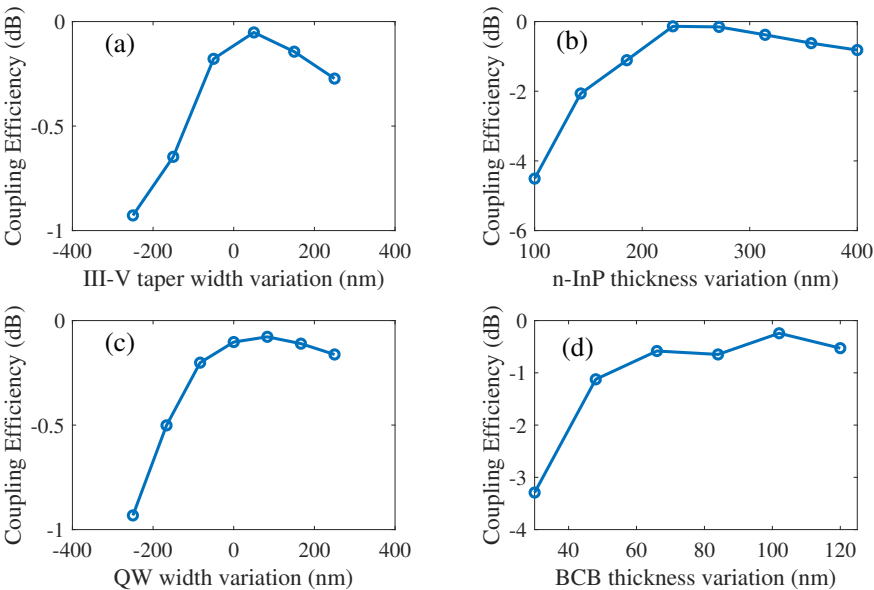 (a)
Coupling Efficiency (dB)
0
-0.5
-1
-400
-200
0
200
400
III-V taper width variation (nm)
(b)
Coupling Efficiency (dB)
0
-2
-4
-6
100
200
300
400
n-InP thickness variation (nm)
(c)
Coupling Efficiency (dB)
0
-0.5
-1
-400
-200
0
200
400
QW width variation (nm)
(d)
Coupling Efficiency (dB)
0
-1
-2
-3
-4
40
60
80
100
120
BCB thickness variation (nm)